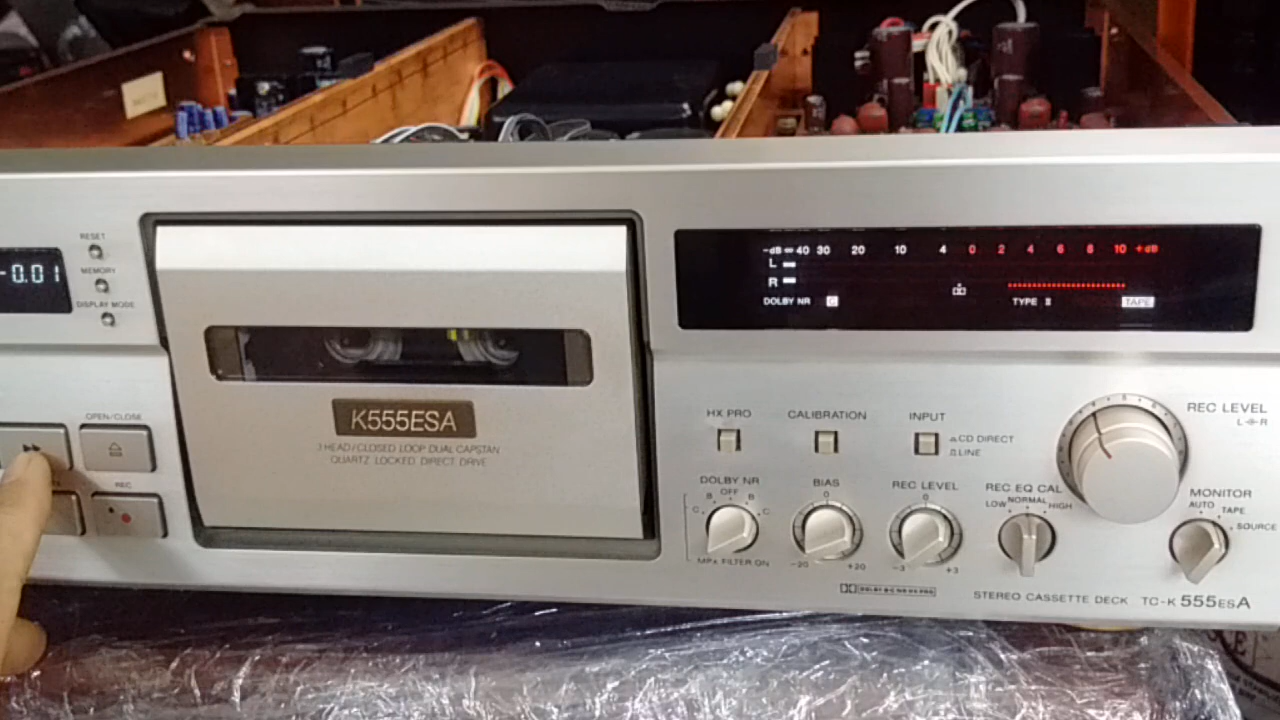 RESET
MEMORY
DISPLAY MODE
-0.01
OPEN/CLOSE
REC
K555ESA
3 HEAD/CLOSED LOOP DUAL CAPSTAN
QUARTZ LOCKED DIRECT DRIVE
-dB ∞ 40 30 20 10 4 0 2 4 6 8 10 +dB
L
R
DOLBY NR C
TYPE II
TAPE
HX PRO
CALIBRATION
INPUT
CD DIRECT
LINE
REC LEVEL
L R
DOLBY NR
OFF
B B
C C
MPX FILTER ON
BIAS
0
-20 +20
REC LEVEL
0
-3 +3
REC EQ CAL
LOW NORMAL HIGH
MONITOR
AUTO TAPE
SOURCE
STEREO CASSETTE DECK TC-K 555ESA